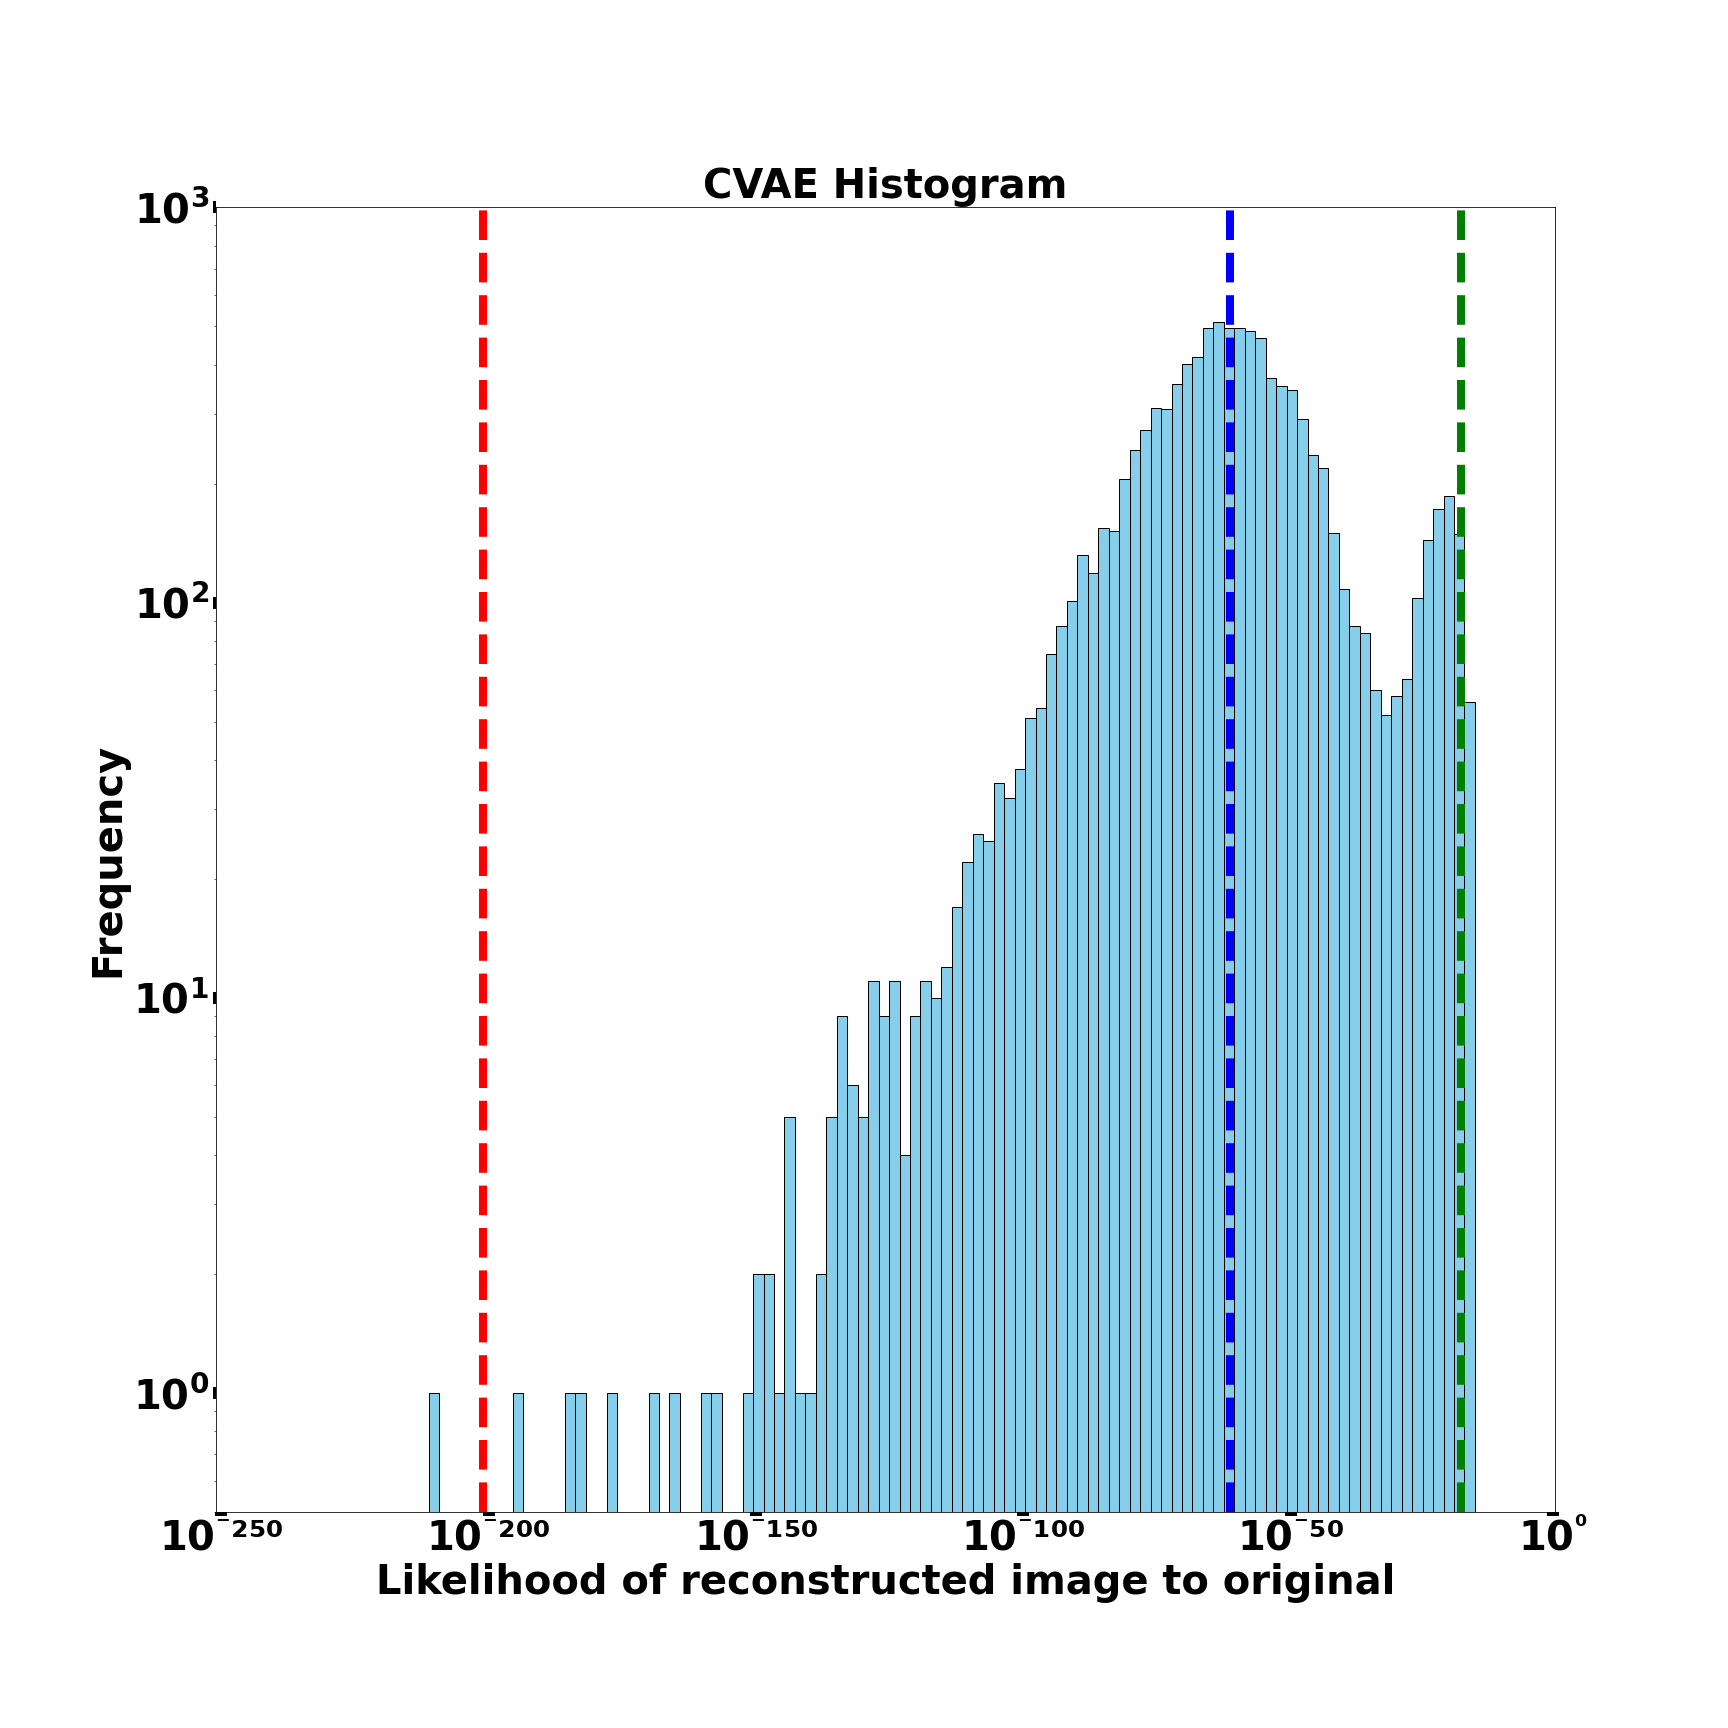 CVAE Histogram
10³
10²
10¹
10⁰
Frequency
10⁻²⁵⁰ 10⁻²⁰⁰ 10⁻¹⁵⁰ 10⁻¹⁰⁰ 10⁻⁵⁰ 10⁰
Likelihood of reconstructed image to original